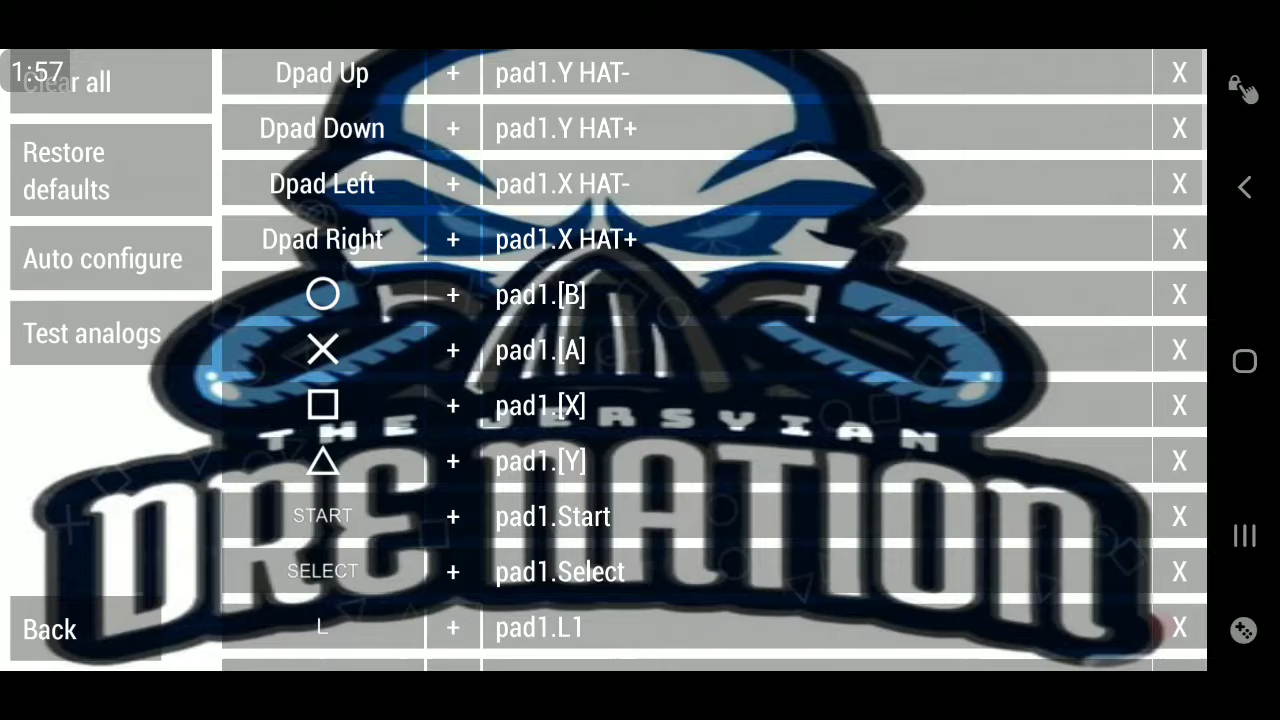 1:57
Clear all
Restore
defaults
Auto configure
Test analogs
Back
Dpad Up + pad1.Y HAT- X
Dpad Down + pad1.Y HAT+ X
Dpad Left + pad1.X HAT- X
Dpad Right + pad1.X HAT+ X
+ pad1.[B] X
+ pad1.[A] X
+ pad1.[X] X
+ pad1.[Y] X
START + pad1.Start X
SELECT + pad1.Select X
L + pad1.L1 X
THE JERSYIAN
DRE NATION